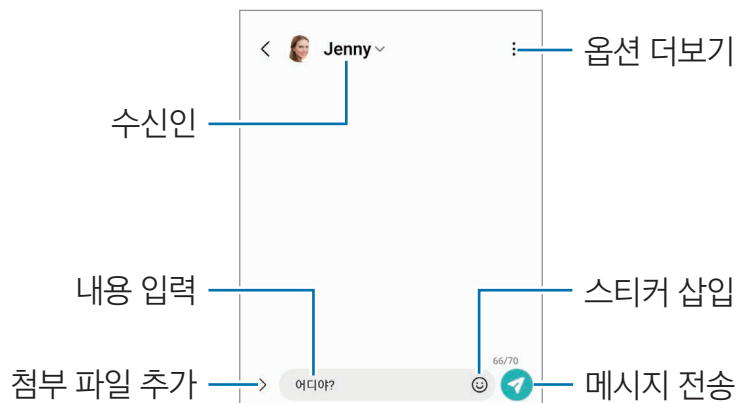 Jenny
옵션 더보기
수신인
내용 입력
스티커 삽입
66/70
첨부 파일 추가
어디야?
메시지 전송